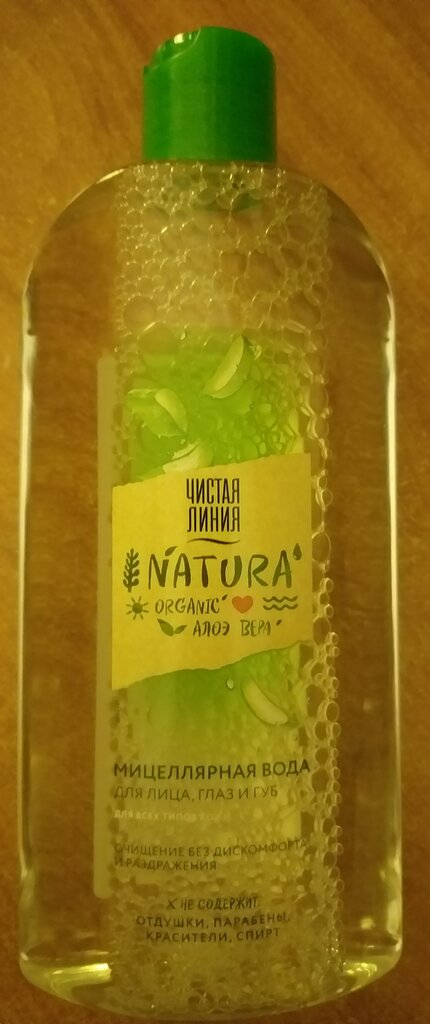 ЧИСТАЯ
ЛИНИЯ
NATURA
ORGANIC
АЛОЭ ВЕРА
МИЦЕЛЛЯРНАЯ ВОДА
ДЛЯ ЛИЦА, ГЛАЗ И ГУБ
ДЛЯ ВСЕХ ТИПОВ КОЖИ
ОЧИЩЕНИЕ БЕЗ ДИСКОМФОРТА
И РАЗДРАЖЕНИЯ
X НЕ СОДЕРЖИТ
ОТДУШКИ, ПАРАБЕНЫ,
КРАСИТЕЛИ, СПИРТ